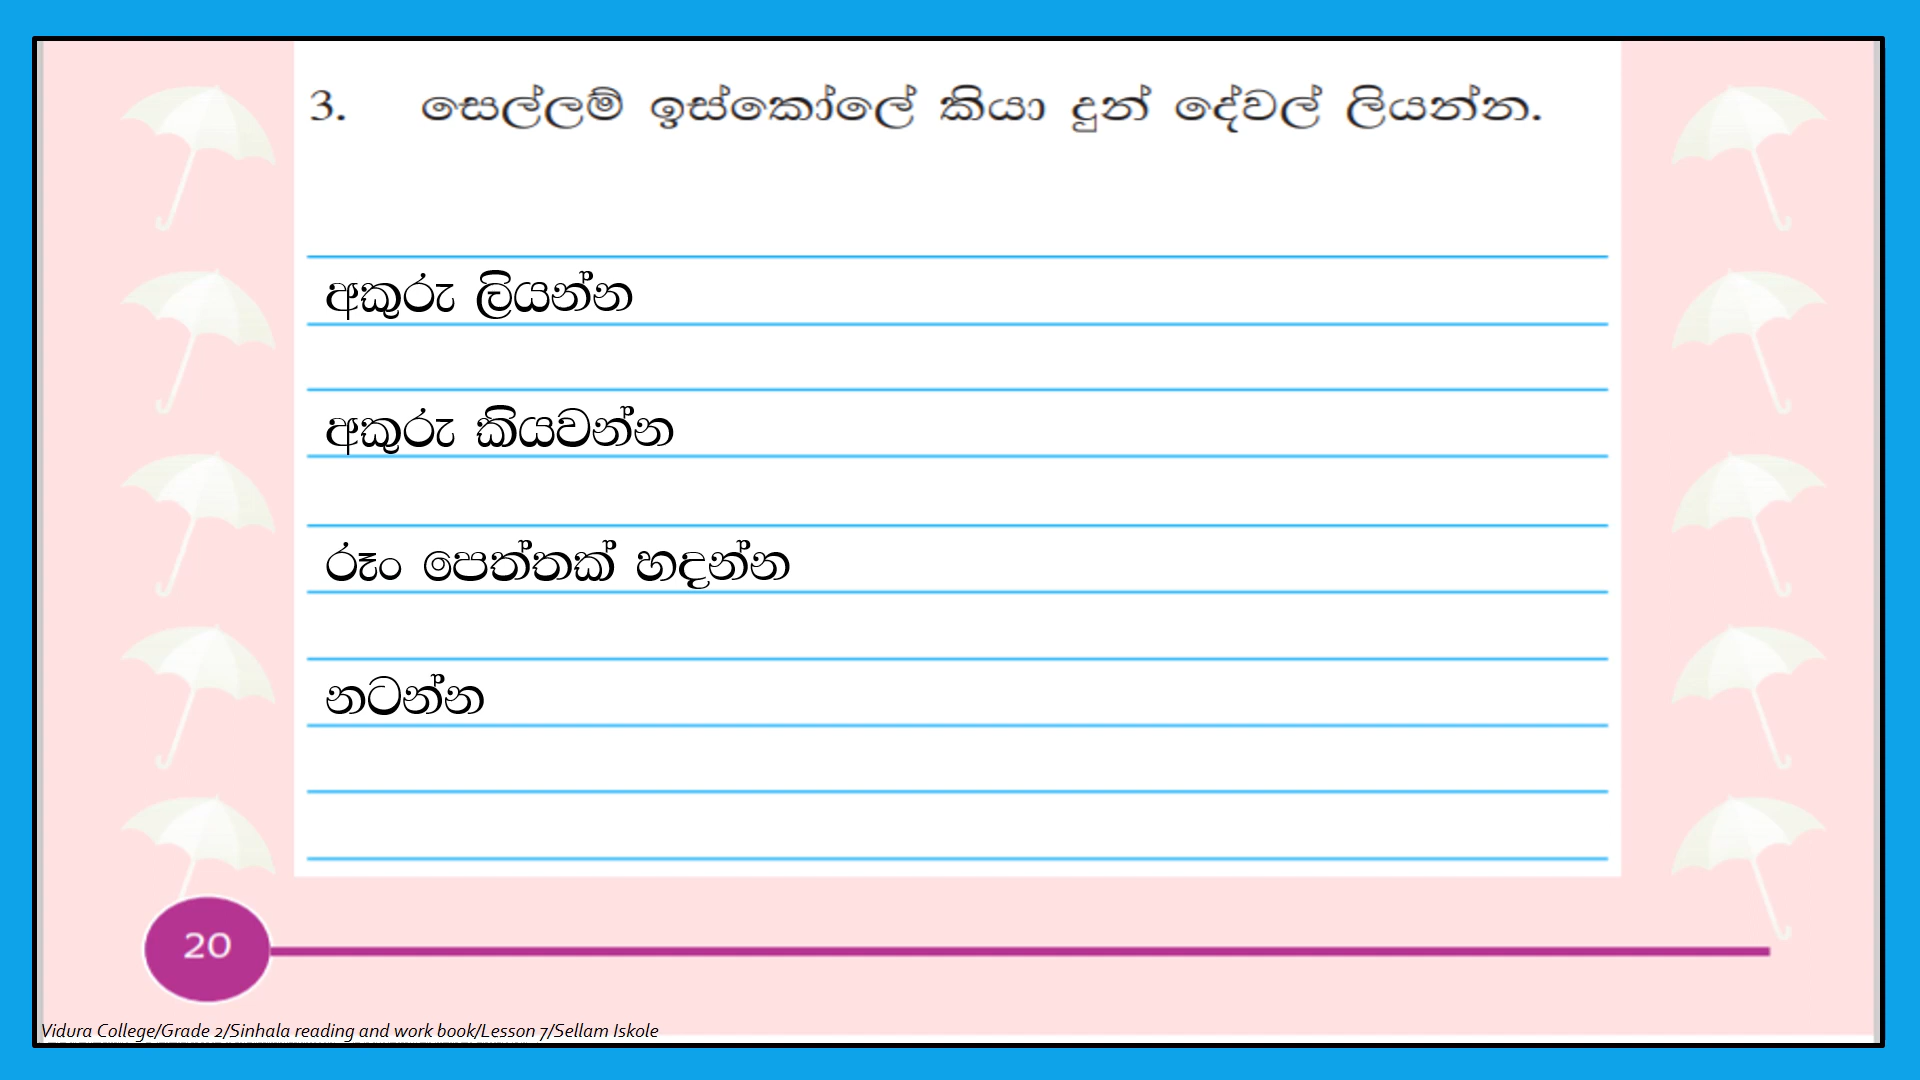 3. සෙල්ලම් ඉස්කෝලේ කියා දුන් දේවල් ලියන්න.
අකුරු ලියන්න
අකුරු කියවන්න
රූං පෙත්තක් හදන්න
නටන්න
20
Vidura College/Grade 2/Sinhala reading and work book/Lesson 7/Sellam Iskole